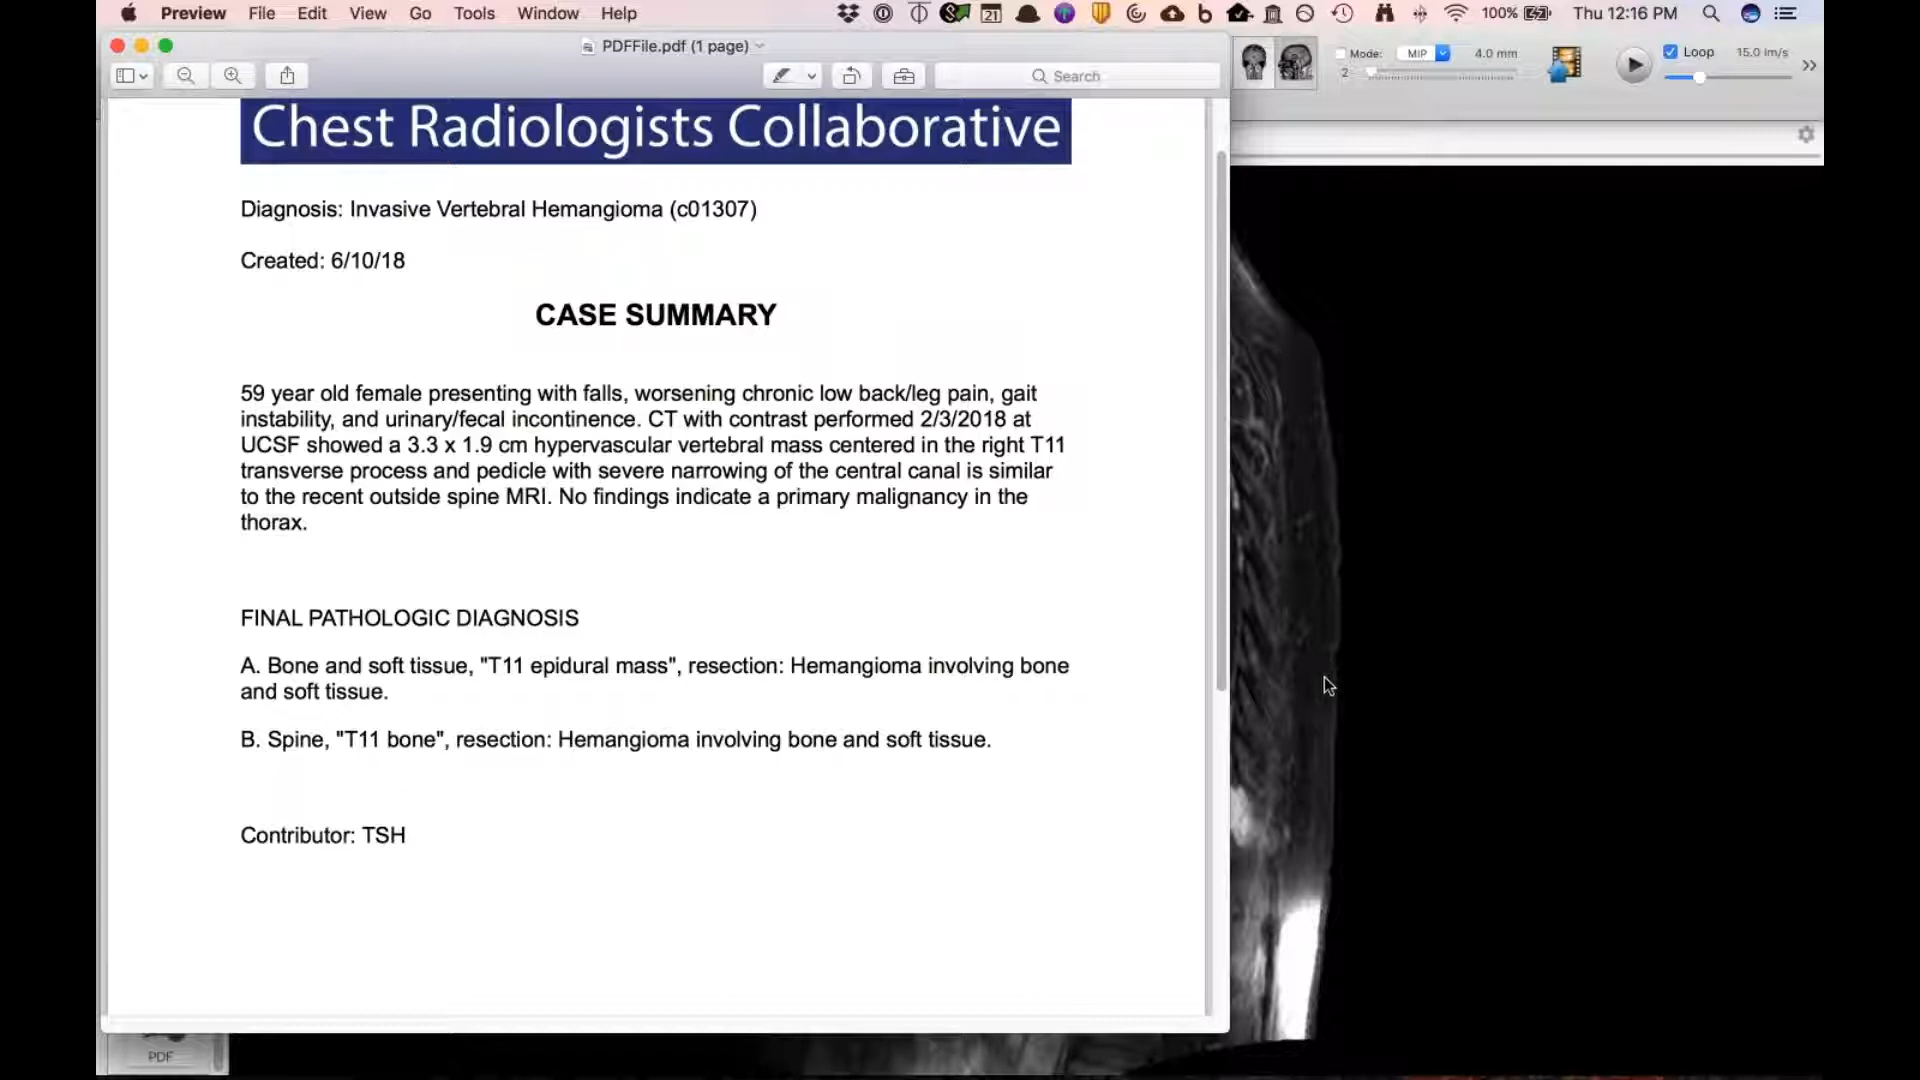 Preview File Edit View Go Tools Window Help 21 100% Thu 12:16 PM
PDFFile.pdf (1 page)
Search
Mode: MIP 4.0 mm Loop 15.0 im/s
2
Chest Radiologists Collaborative
Diagnosis: Invasive Vertebral Hemangioma (c01307)
Created: 6/10/18
CASE SUMMARY
59 year old female presenting with falls, worsening chronic low back/leg pain, gait
instability, and urinary/fecal incontinence. CT with contrast performed 2/3/2018 at
UCSF showed a 3.3 x 1.9 cm hypervascular vertebral mass centered in the right T11
transverse process and pedicle with severe narrowing of the central canal is similar
to the recent outside spine MRI. No findings indicate a primary malignancy in the
thorax.
FINAL PATHOLOGIC DIAGNOSIS
A. Bone and soft tissue, "T11 epidural mass", resection: Hemangioma involving bone
and soft tissue.
B. Spine, "T11 bone", resection: Hemangioma involving bone and soft tissue.
Contributor: TSH
PDF